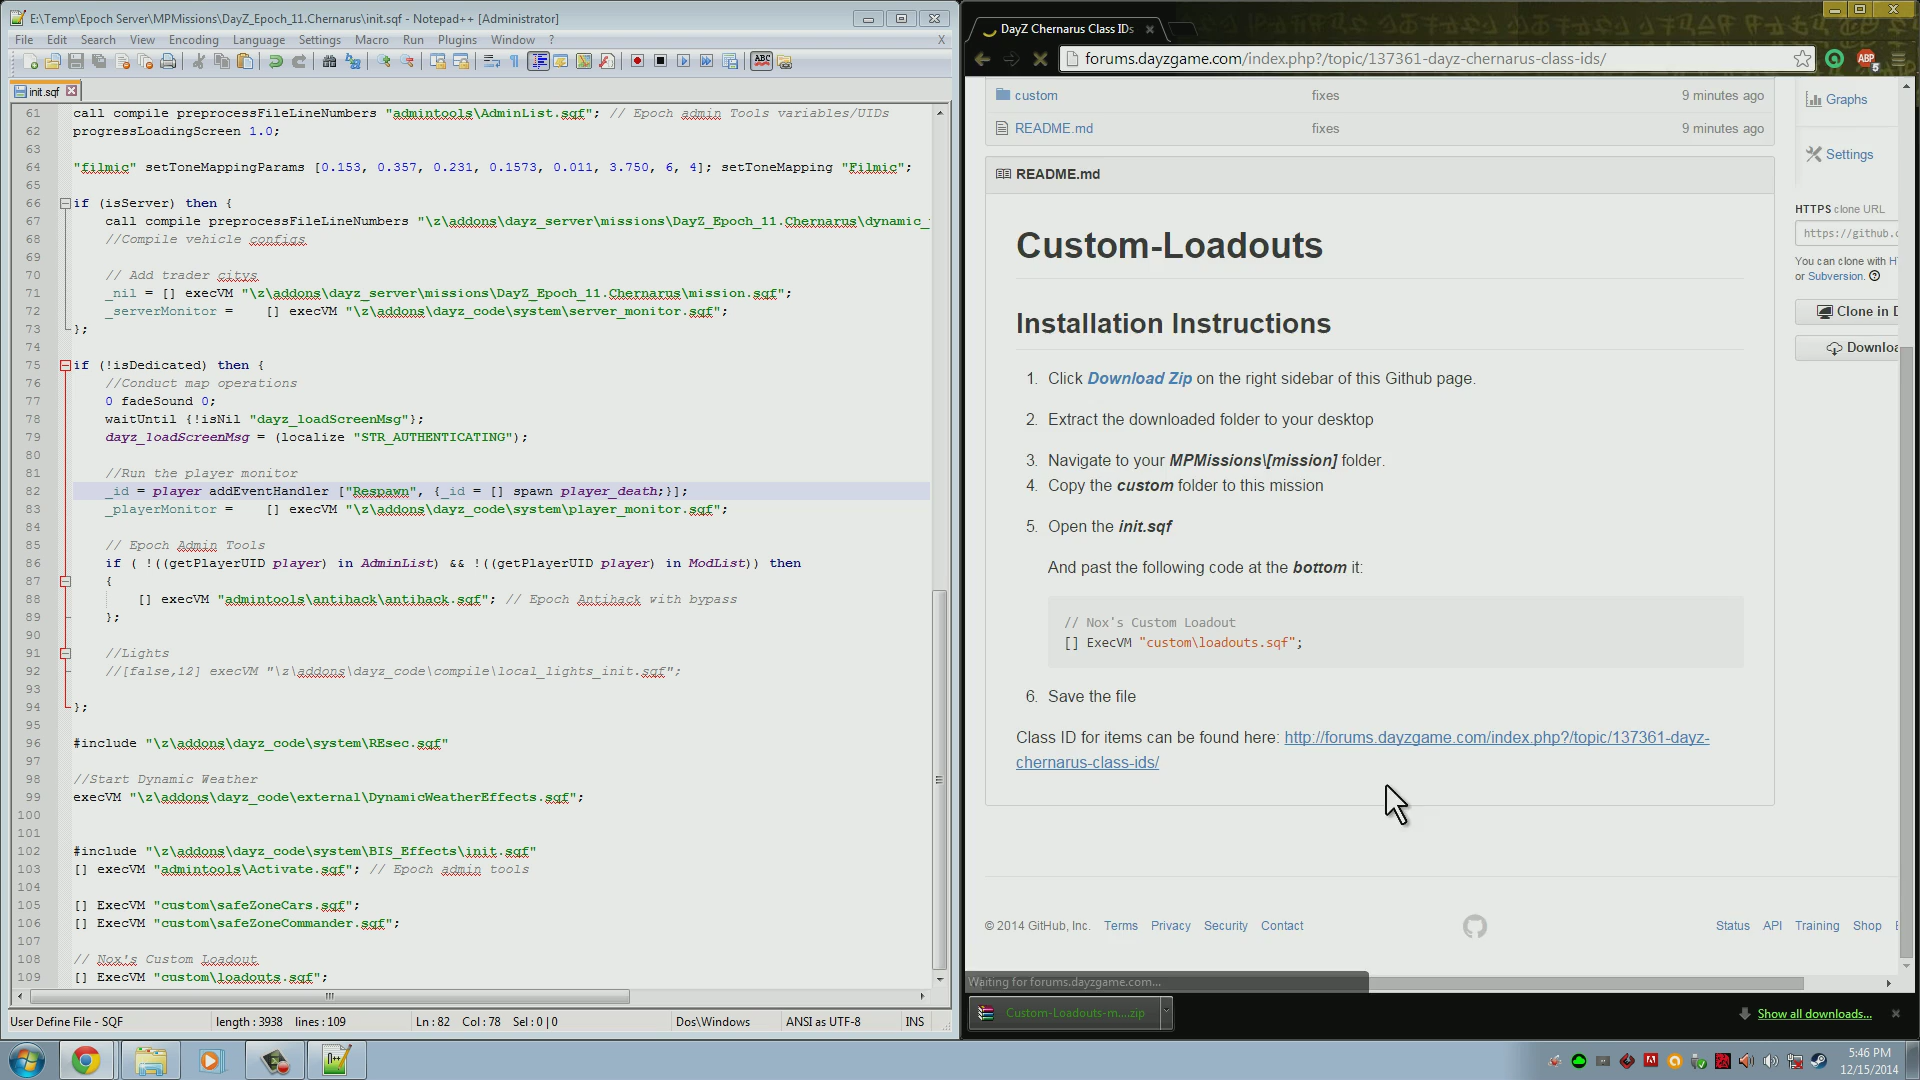 E:\Temp\Epoch Server\MPMissions\DayZ_Epoch_11.Chernarus\init.sqf - Notepad++ [Administrator]
File Edit Search View Encoding Language Settings Macro Run Plugins Window ? X
init.sqf
61 call compile preprocessFileLineNumbers "admintools\AdminList.sqf"; // Epoch admin Tools variables/UIDs
62 progressLoadingScreen 1.0;
63
64 "filmic" setToneMappingParams [0.153, 0.357, 0.231, 0.1573, 0.011, 3.750, 6, 4]; setToneMapping "Filmic";
65
66 if (isServer) then {
67 call compile preprocessFileLineNumbers "\z\addons\dayz_server\missions\DayZ_Epoch_11.Chernarus\dynamic_
68 //Compile vehicle configs
69
70 // Add trader citys
71 _nil = [] execVM "\z\addons\dayz_server\missions\DayZ_Epoch_11.Chernarus\mission.sqf";
72 _serverMonitor = [] execVM "\z\addons\dayz_code\system\server_monitor.sqf";
73 };
74
75 if (!isDedicated) then {
76 //Conduct map operations
77 0 fadeSound 0;
78 waitUntil {!isNil "dayz_loadScreenMsg"};
79 dayz_loadScreenMsg = (localize "STR_AUTHENTICATING");
80
81 //Run the player monitor
82 _id = player addEventHandler ["Respawn", {_id = [] spawn player_death;}];
83 _playerMonitor = [] execVM "\z\addons\dayz_code\system\player_monitor.sqf";
84
85 // Epoch Admin Tools
86 if ( !((getPlayerUID player) in AdminList) && !((getPlayerUID player) in ModList)) then
87 {
88 [] execVM "admintools\antihack\antihack.sqf"; // Epoch Antihack with bypass
89 };
90
91 //Lights
92 //[false,12] execVM "\z\addons\dayz_code\compile\local_lights_init.sqf";
93
94 };
95
96 #include "\z\addons\dayz_code\system\REsec.sqf"
97
98 //Start Dynamic Weather
99 execVM "\z\addons\dayz_code\external\DynamicWeatherEffects.sqf";
100
101
102 #include "\z\addons\dayz_code\system\BIS_Effects\init.sqf"
103 [] execVM "admintools\Activate.sqf"; // Epoch admin tools
104
105 [] ExecVM "custom\safeZoneCars.sqf";
106 [] ExecVM "custom\safeZoneCommander.sqf";
107
108 // Nox's Custom Loadout
109 [] ExecVM "custom\loadouts.sqf";
User Define File - SQF length : 3938 lines : 109 Ln : 82 Col : 78 Sel : 0 | 0 Dos\Windows ANSI as UTF-8 INS
DayZ Chernarus Class IDs
forums.dayzgame.com/index.php?/topic/137361-dayz-chernarus-class-ids/
ABP
custom fixes 9 minutes ago
README.md fixes 9 minutes ago
Graphs
Settings
HTTPS clone URL
https://github.c
You can clone with H
or Subversion.
Clone in D
Downloa
README.md
Custom-Loadouts
Installation Instructions
1. Click Download Zip on the right sidebar of this Github page.
2. Extract the downloaded folder to your desktop
3. Navigate to your MPMissions\[mission] folder.
4. Copy the custom folder to this mission
5. Open the init.sqf
And past the following code at the bottom it:
// Nox's Custom Loadout
[] ExecVM "custom\loadouts.sqf";
6. Save the file
Class ID for items can be found here: http://forums.dayzgame.com/index.php?/topic/137361-dayz-
chernarus-class-ids/
© 2014 GitHub, Inc. Terms Privacy Security Contact Status API Training Shop
Waiting for forums.dayzgame.com...
Custom-Loadouts-m....zip
Show all downloads...
5:46 PM
12/15/2014